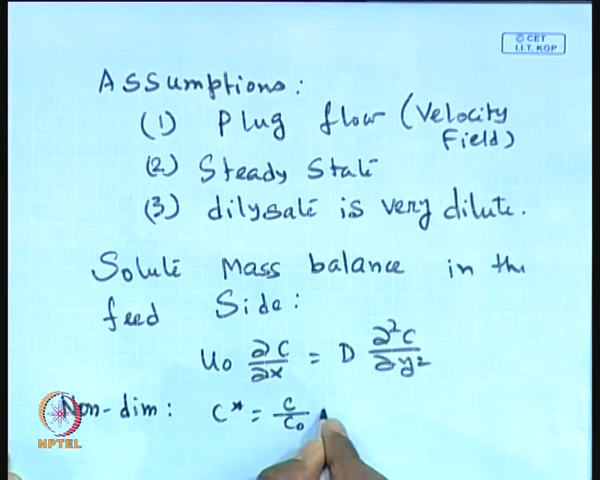 © CET
I.I.T. KGP
Assumptions:
(1) Plug flow (Velocity
Field)
(2) Steady State
(3) dilysate is very dilute.
Solute Mass balance in the
feed Side:
u₀ ∂c/∂x = D ∂²c/∂y²
Non-dim: c* = c/c₀
NPTEL